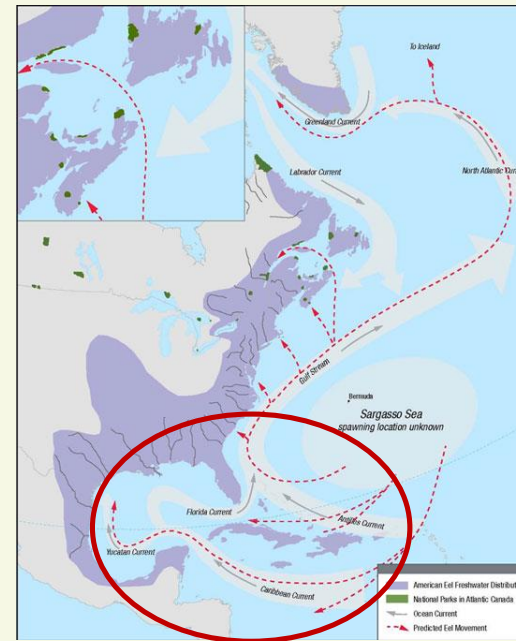 To Iceland
Greenland Current
North Atlantic Cur
Labrador Current
Gulf Stream
Bermuda
Sargasso Sea
spawning location unknown
Florida Current
Antilles Current
Yucatan Current
Caribbean Current
American Eel Freshwater Distribut
National Parks in Atlantic Canada
Ocean Current
Predicted Eel Movement